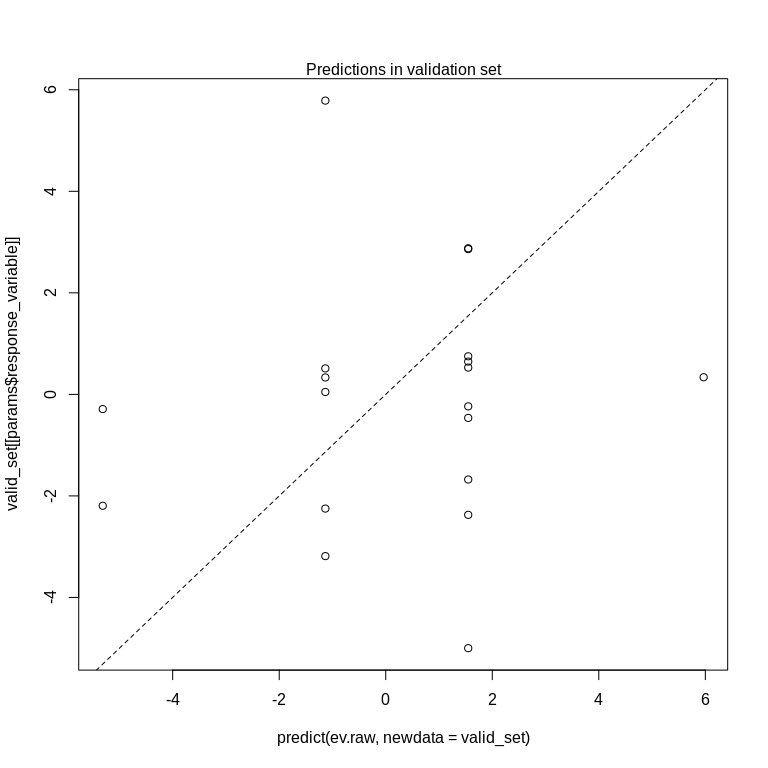 Predictions in validation set
6
4
2
0
-2
-4
valid_set[[params$response_variable]]
-4 -2 0 2 4 6
predict(ev.raw, newdata = valid_set)